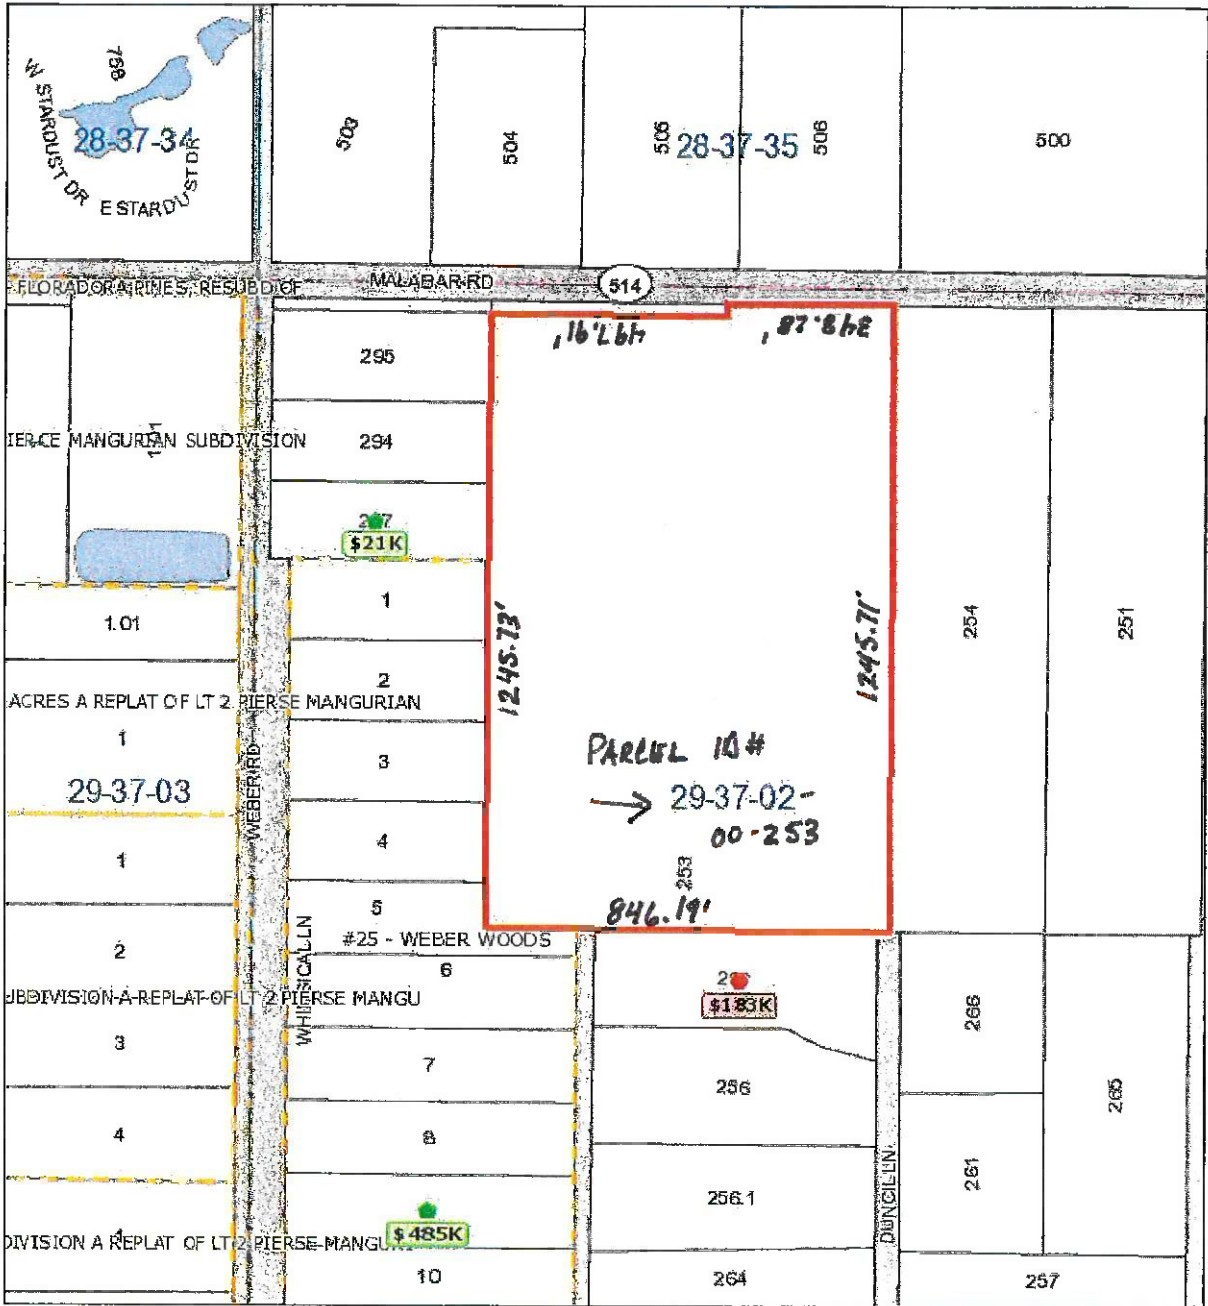 768
28-37-34
W STARDUST DR
E STARDUST DR
503
504
505
28-37-35
506
500
FLORADORA PINES, RESUBD OF
MALABAR RD
514
497.91'
348.28'
295
294
IERCE MANGURIAN SUBDIVISION
$21K
1
1.01
2
ACRES A REPLAT OF LT 2 PIERSE MANGURIAN
1
3
29-37-03
WEBER RD
4
1
5
#25 - WEBER WOODS
6
2
WHIMSICAL LN
UBDIVISION-A-REPLAT-OF LT 2 PIERSE MANGU
3
7
4
8
$485K
DIVISION A REPLAT OF LT 2 PIERSE MANGU
10
1245.73'
1245.71'
PARCEL ID#
29-37-02-
00-253
253
846.19'
254
251
$183K
256
256.1
264
DUNCIL LN
266
261
265
257